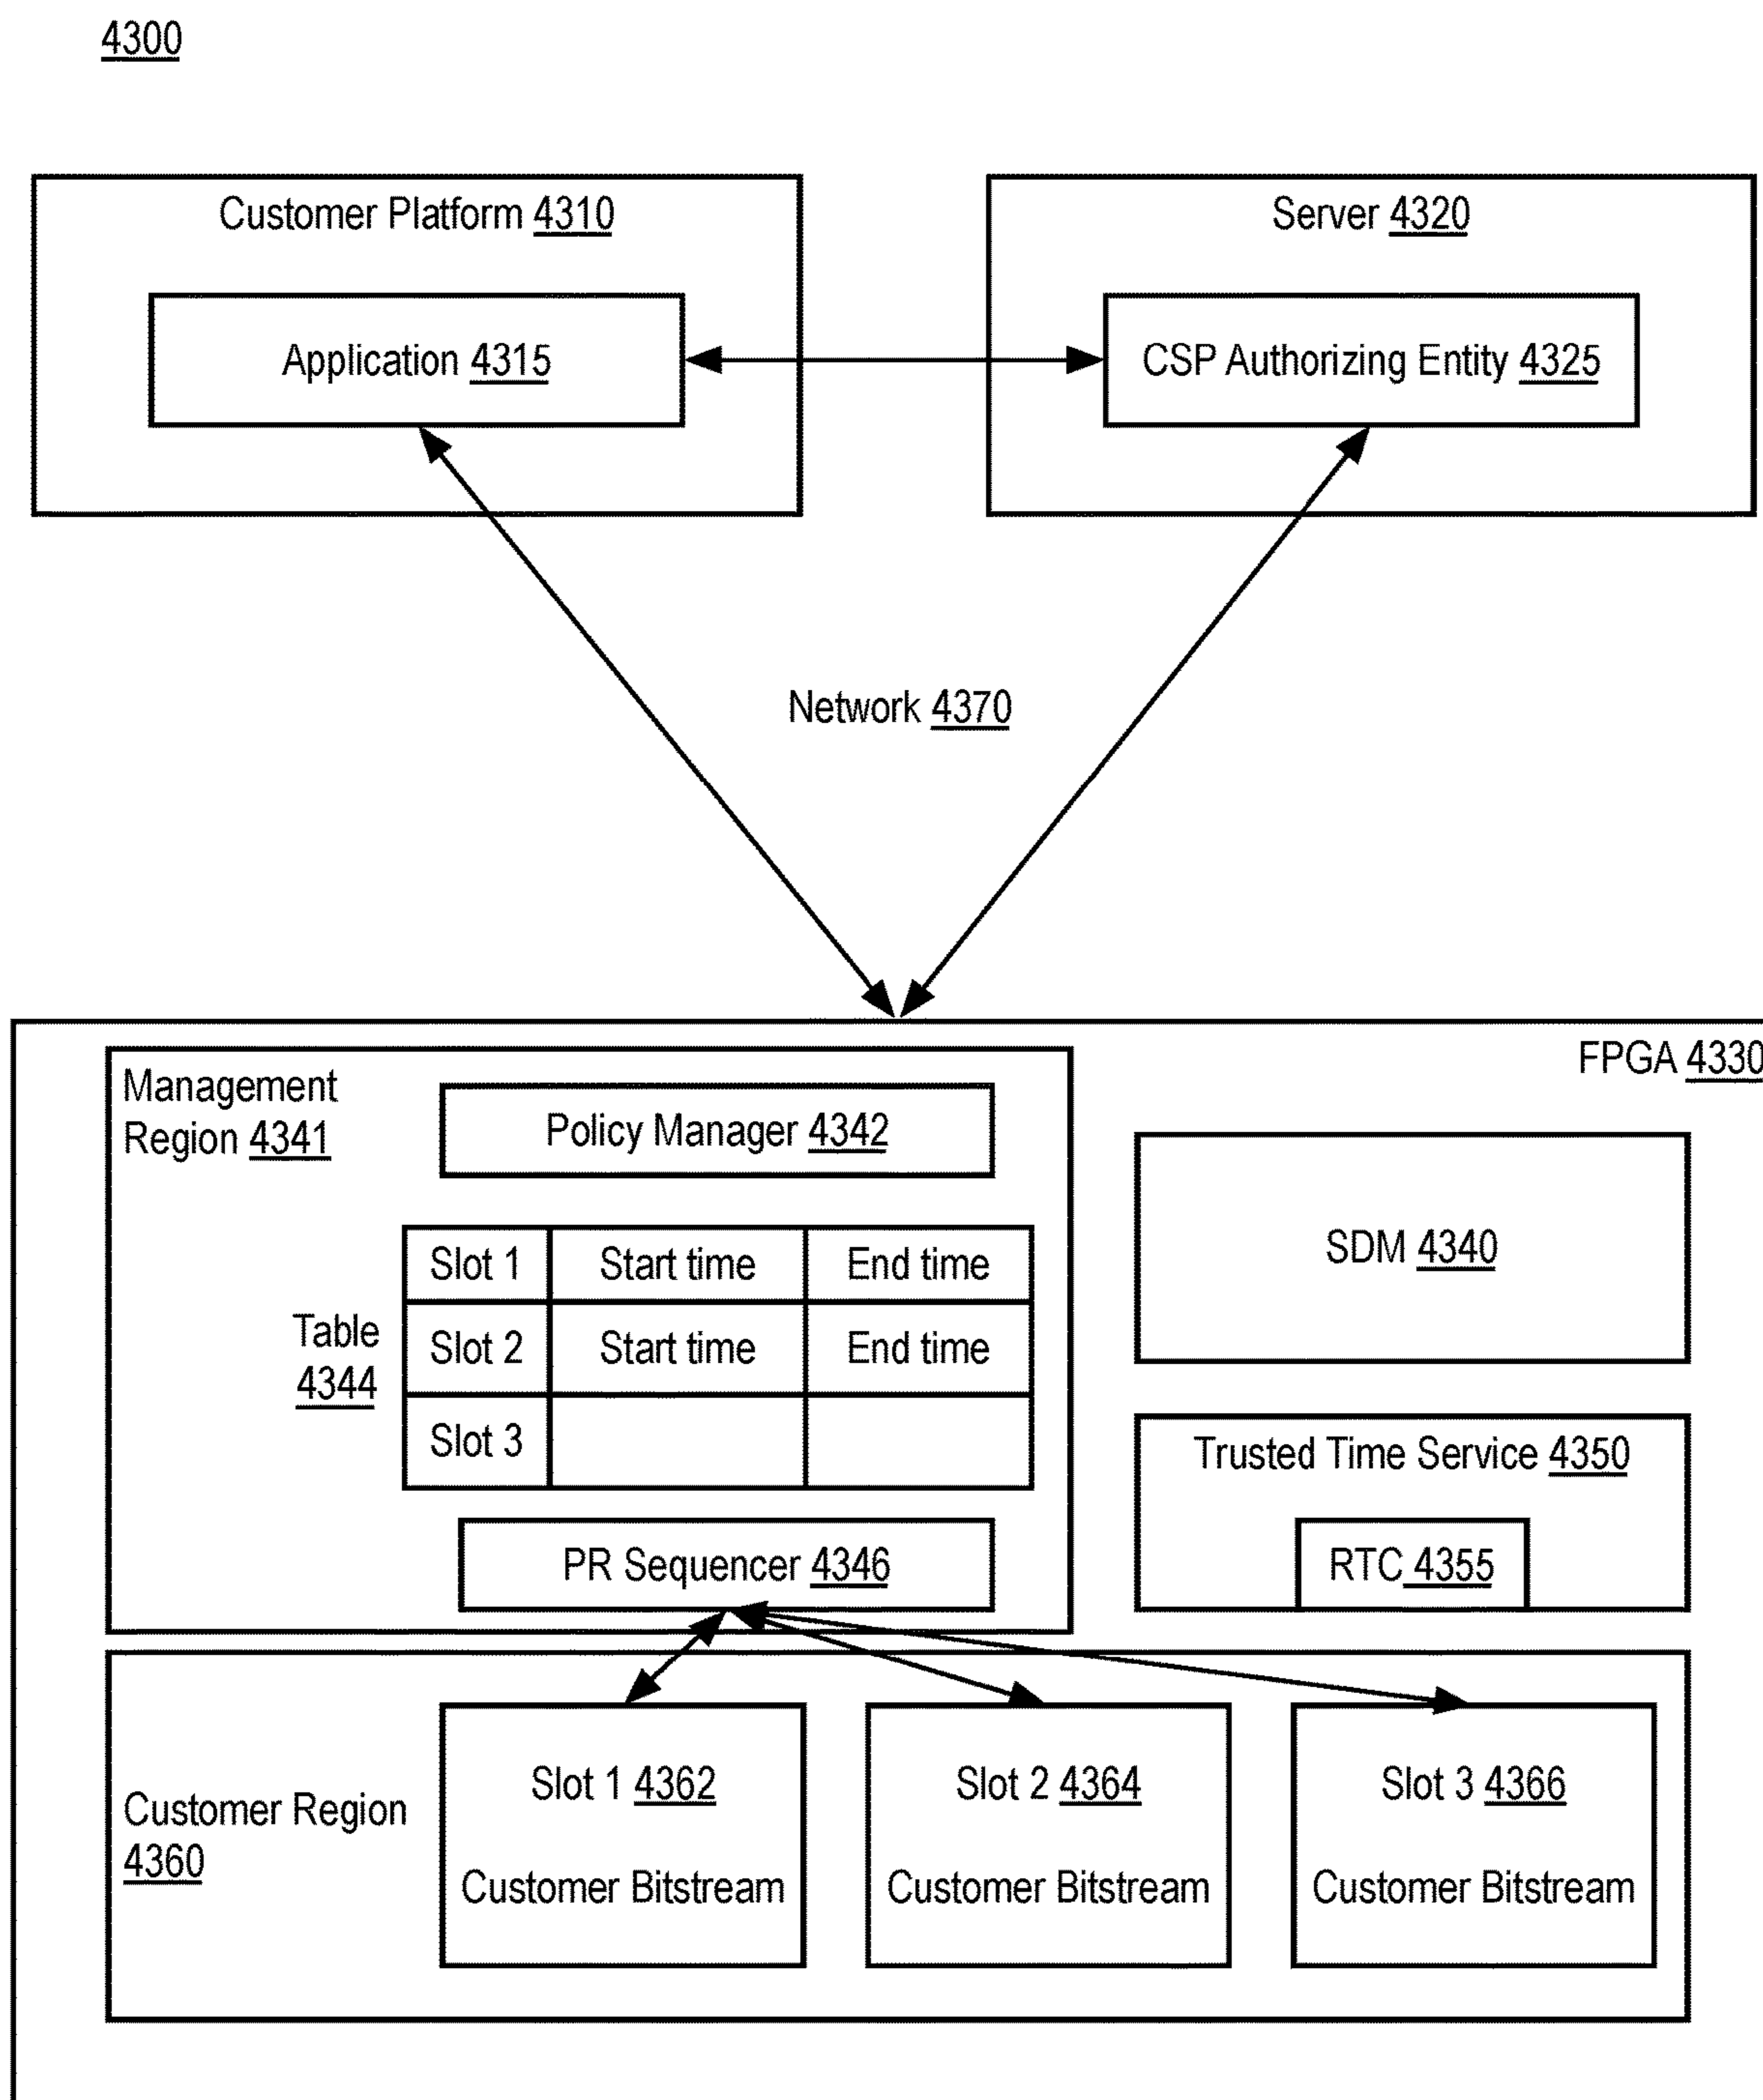 4300
Customer Platform 4310
Server 4320
Application 4315
CSP Authorizing Entity 4325
Network 4370
FPGA 4330
Management
Region 4341
Policy Manager 4342
SDM 4340
Table
4344
Slot 1 Start time End time
Slot 2 Start time End time
Slot 3
Trusted Time Service 4350
RTC 4355
PR Sequencer 4346
Customer Region
4360
Slot 1 4362
Customer Bitstream
Slot 2 4364
Customer Bitstream
Slot 3 4366
Customer Bitstream